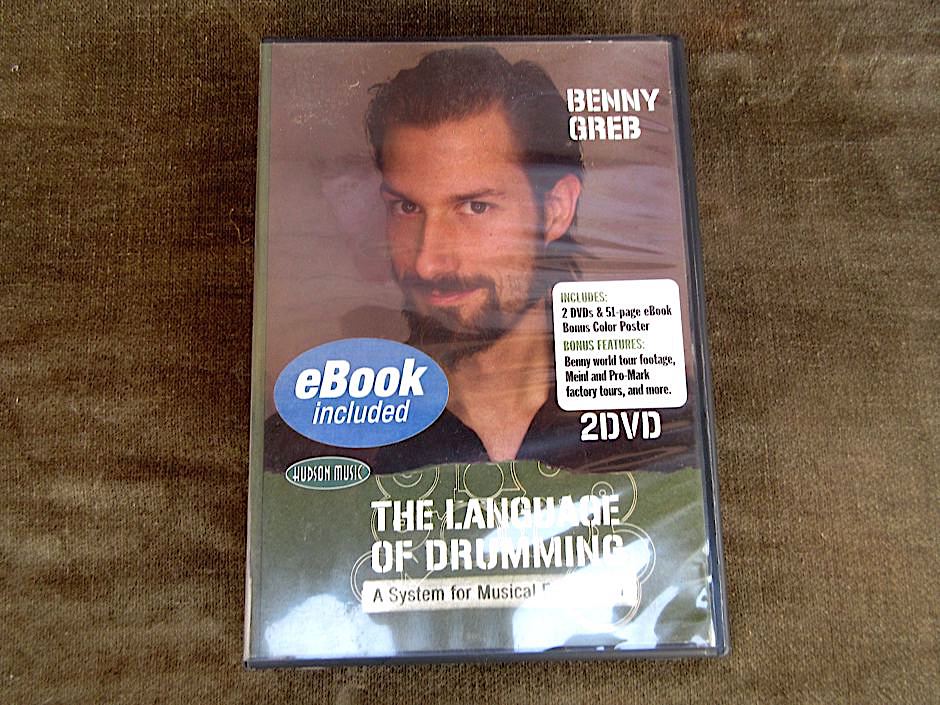 BENNY
GREB
INCLUDES:
2 DVDs & 51-page eBook
Bonus Color Poster
BONUS FEATURES:
Benny world tour footage,
Meinl and Pro-Mark
factory tours, and more.
2DVD
eBook
included
HUDSON MUSIC
THE LANGUAGE
OF DRUMMING
A System for Musical